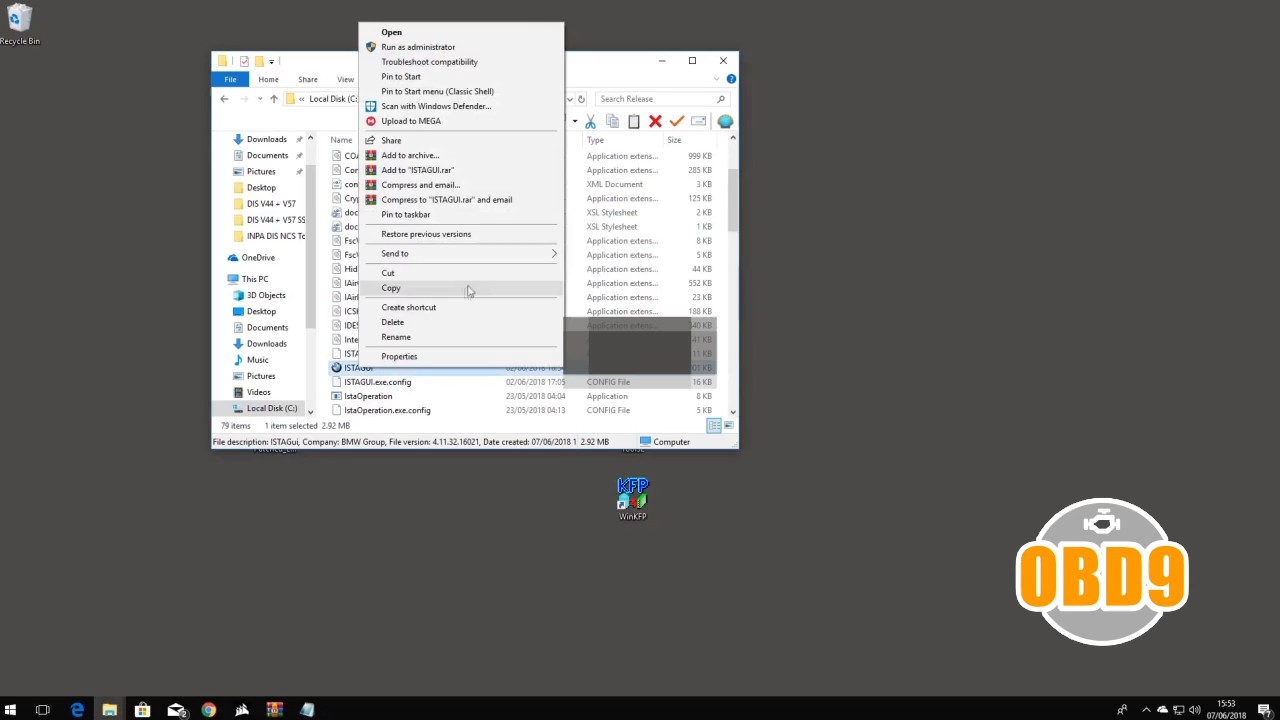 Recycle Bin
Open
Run as administrator
Troubleshoot compatibility
Pin to Start
Pin to Start menu (Classic Shell)
Scan with Windows Defender...
Upload to MEGA
Share
Add to archive...
Add to "ISTAGUI.rar"
Compress and email...
Compress to "ISTAGUI.rar" and email
Pin to taskbar
Restore previous versions
Send to
Cut
Copy
Create shortcut
Delete
Rename
Properties
File Home Share View
« Local Disk (C:) Search Release
Downloads
Documents
Pictures
Desktop
DIS V44 + V57
DIS V44 + V57 SS
INPA DIS NCS To
OneDrive
This PC
3D Objects
Desktop
Documents
Downloads
Music
Pictures
Videos
Local Disk (C:)
Name Type Size
Application extens... 999 KB
Application extens... 285 KB
XML Document 3 KB
Application extens... 125 KB
XSL Stylesheet 2 KB
XSL Stylesheet 1 KB
Application extens... 8 KB
Application extens... 5 KB
Application extens... 44 KB
Application extens... 552 KB
Application extens... 23 KB
Application extens... 188 KB
Application extens... 540 KB
41 KB
11 KB
ISTAGUI
ISTAGUI.exe.config 02/06/2018 17:05 CONFIG File 16 KB
IstaOperation 23/05/2018 04:04 Application 8 KB
IstaOperation.exe.config 23/05/2018 04:13 CONFIG File 5 KB
79 items 1 item selected 2.92 MB
File description: ISTAGui, Company: BMW Group, File version: 4.11.32.16021, Date created: 07/06/2018 1 2.92 MB Computer
KFP
WinKFP
OBD9
15:53
07/06/2018